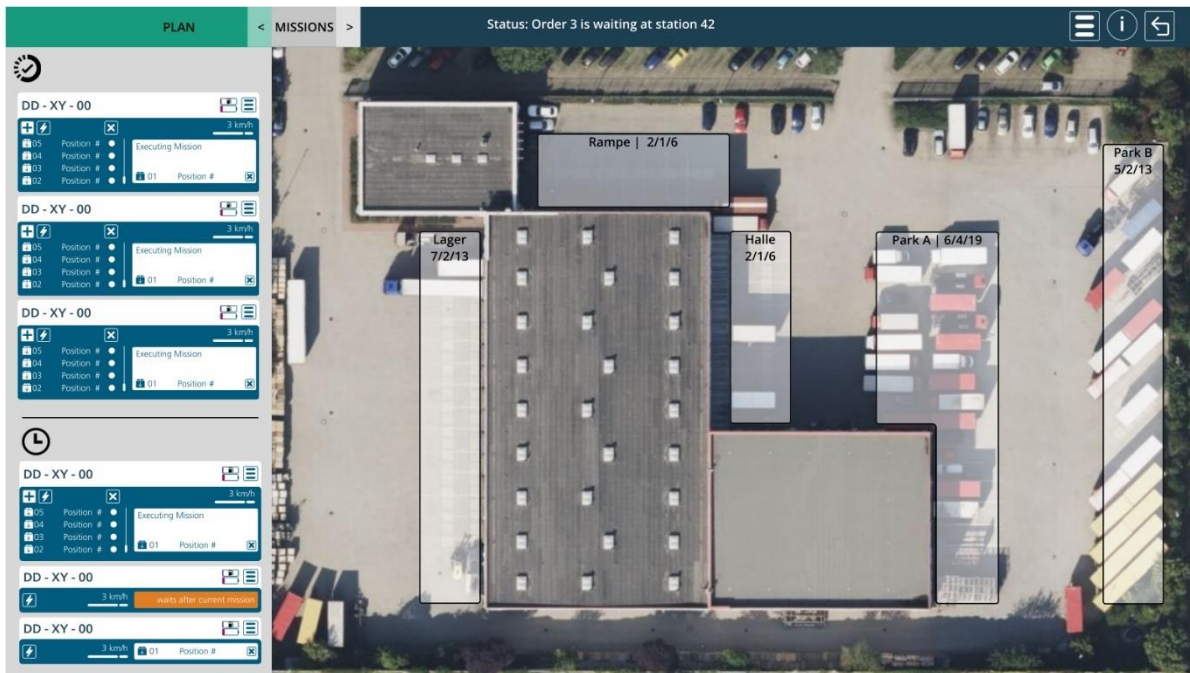 PLAN
< MISSIONS >
Status: Order 3 is waiting at station 42
i
DD - XY - 00
3 km/h
05 Position #
04 Position #
03 Position #
02 Position #
Executing Mission
01 Position #
DD - XY - 00
3 km/h
05 Position #
04 Position #
03 Position #
02 Position #
Executing Mission
01 Position #
DD - XY - 00
3 km/h
05 Position #
04 Position #
03 Position #
02 Position #
Executing Mission
01 Position #
DD - XY - 00
3 km/h
05 Position #
04 Position #
03 Position #
02 Position #
Executing Mission
01 Position #
DD - XY - 00
3 km/h waits after current mission
DD - XY - 00
3 km/h 01 Position #
Rampe | 2/1/6
Lager
7/2/13
Halle
2/1/6
Park A | 6/4/19
Park B
5/2/13